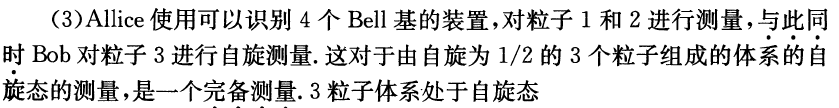 (3)Allice 使用可以识别 4 个 Bell 基的装置,对粒子 1 和 2 进行测量,与此同
时 Bob 对粒子 3 进行自旋测量. 这对于由自旋为 1/2 的 3 个粒子组成的体系的自
旋态的测量,是一个完备测量. 3 粒子体系处于自旋态